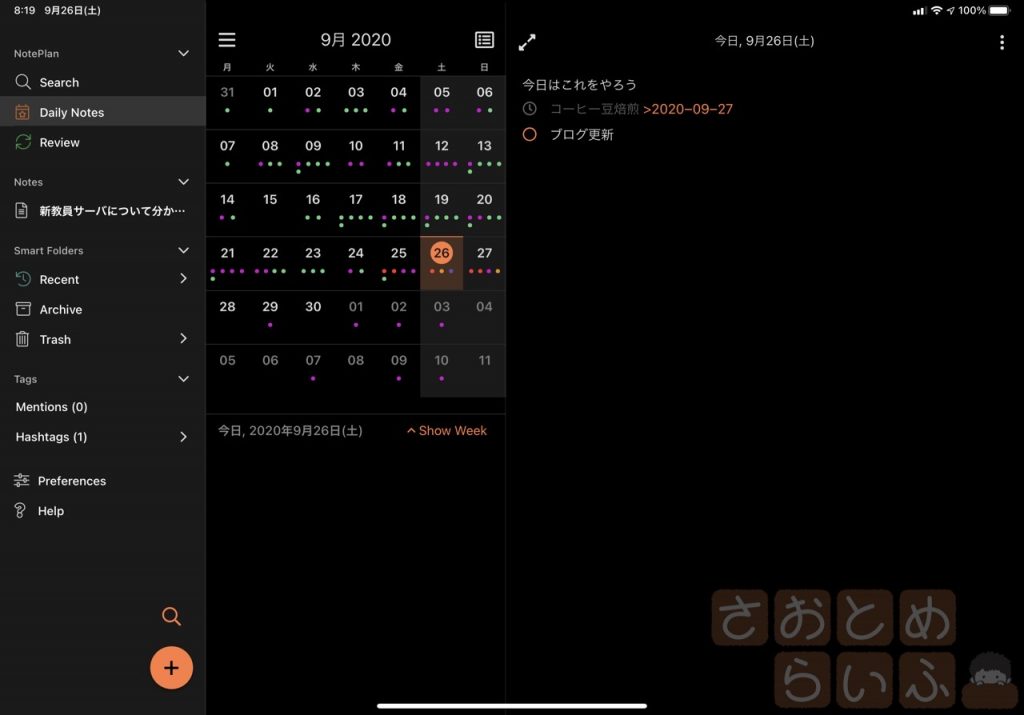 8:19 9月26日(土)
100%
NotePlan
Search
Daily Notes
Review
Notes
新教員サーバについて分か…
Smart Folders
Recent
Archive
Trash
Tags
Mentions (0)
Hashtags (1)
Preferences
Help
9月 2020
月 火 水 木 金 土 日
31 01 02 03 04 05 06
07 08 09 10 11 12 13
14 15 16 17 18 19 20
21 22 23 24 25 26 27
28 29 30 01 02 03 04
05 06 07 08 09 10 11
今日, 2020年9月26日(土)
Show Week
今日, 9月26日(土)
今日はこれをやろう
コーヒー豆焙煎 >2020-09-27
ブログ更新
さおとめ
らいふ